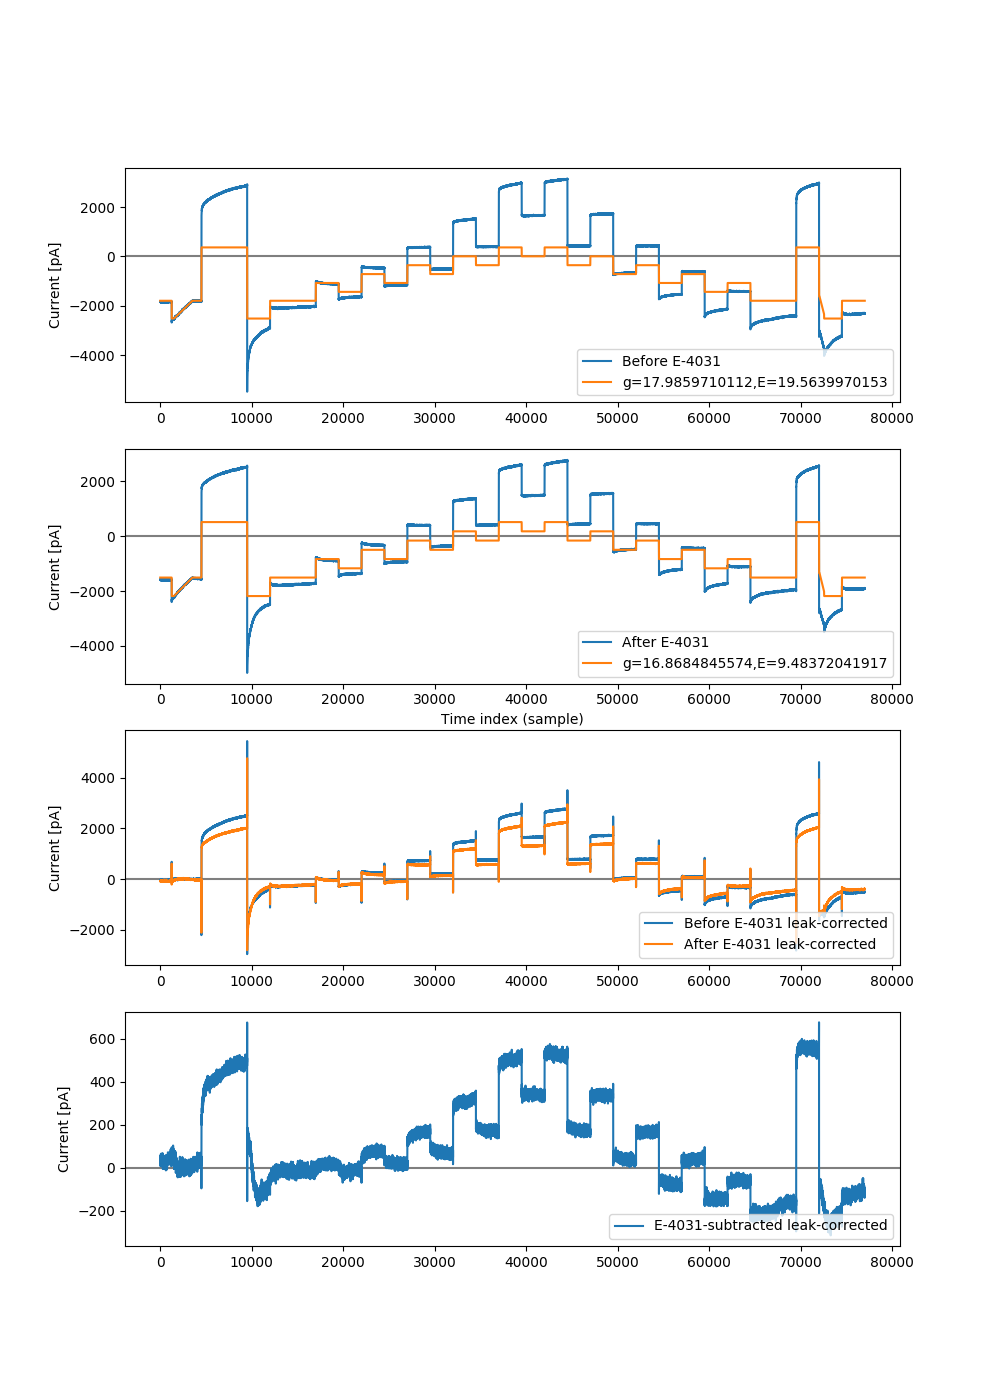 2000
0
−2000
−4000
Current [pA]
Before E-4031
g=17.9859710112,E=19.5639970153
0 10000 20000 30000 40000 50000 60000 70000 80000
2000
0
−2000
−4000
Current [pA]
After E-4031
g=16.8684845574,E=9.48372041917
0 10000 20000 30000 40000 50000 60000 70000 80000
Time index (sample)
4000
2000
0
−2000
Current [pA]
Before E-4031 leak-corrected
After E-4031 leak-corrected
0 10000 20000 30000 40000 50000 60000 70000 80000
600
400
200
0
−200
Current [pA]
E-4031-subtracted leak-corrected
0 10000 20000 30000 40000 50000 60000 70000 80000